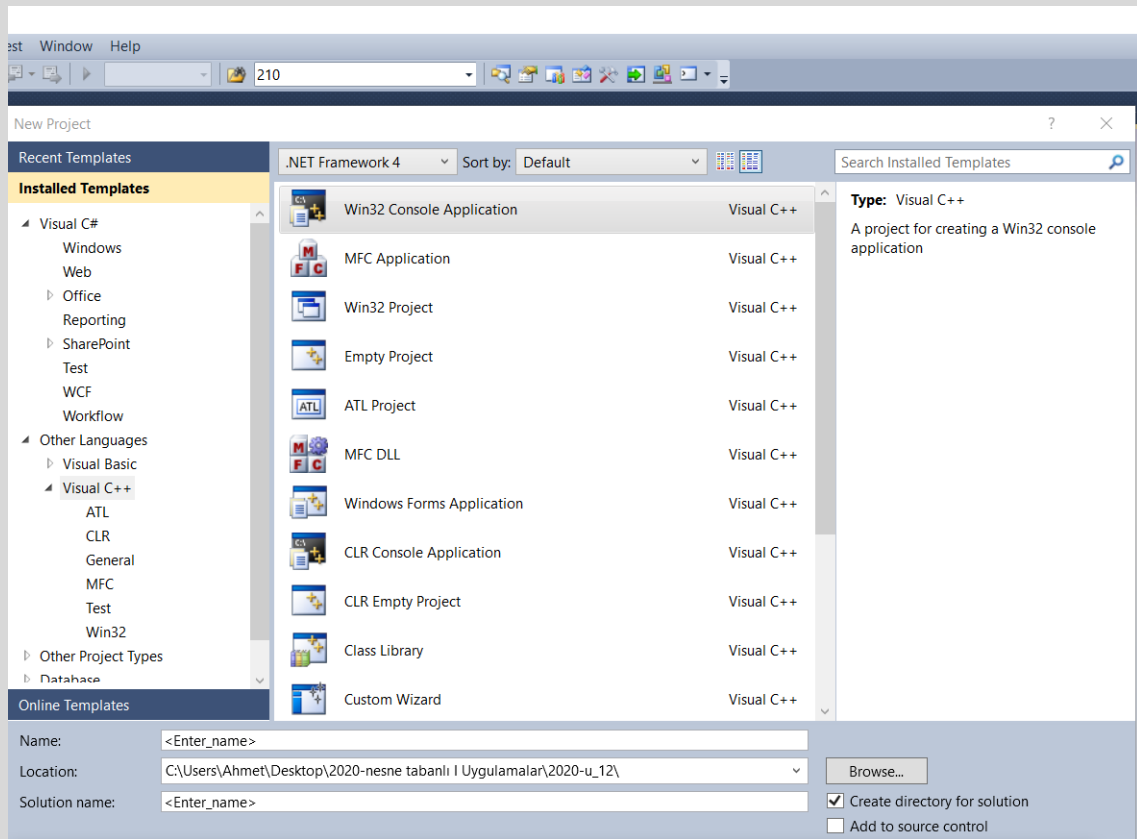 est Window Help
210
New Project ?
Recent Templates
Installed Templates
Visual C#
Windows
Web
Office
Reporting
SharePoint
Test
WCF
Workflow
Other Languages
Visual Basic
Visual C++
ATL
CLR
General
MFC
Test
Win32
Other Project Types
Database
Online Templates
.NET Framework 4 Sort by: Default
Search Installed Templates
Win32 Console Application Visual C++
MFC Application Visual C++
Win32 Project Visual C++
Empty Project Visual C++
ATL Project Visual C++
MFC DLL Visual C++
Windows Forms Application Visual C++
CLR Console Application Visual C++
CLR Empty Project Visual C++
Class Library Visual C++
Custom Wizard Visual C++
Type: Visual C++
A project for creating a Win32 console
application
Name: <Enter_name>
Location: C:\Users\Ahmet\Desktop\2020-nesne tabanlı I Uygulamalar\2020-u_12\ Browse...
Solution name: <Enter_name>
Create directory for solution
Add to source control